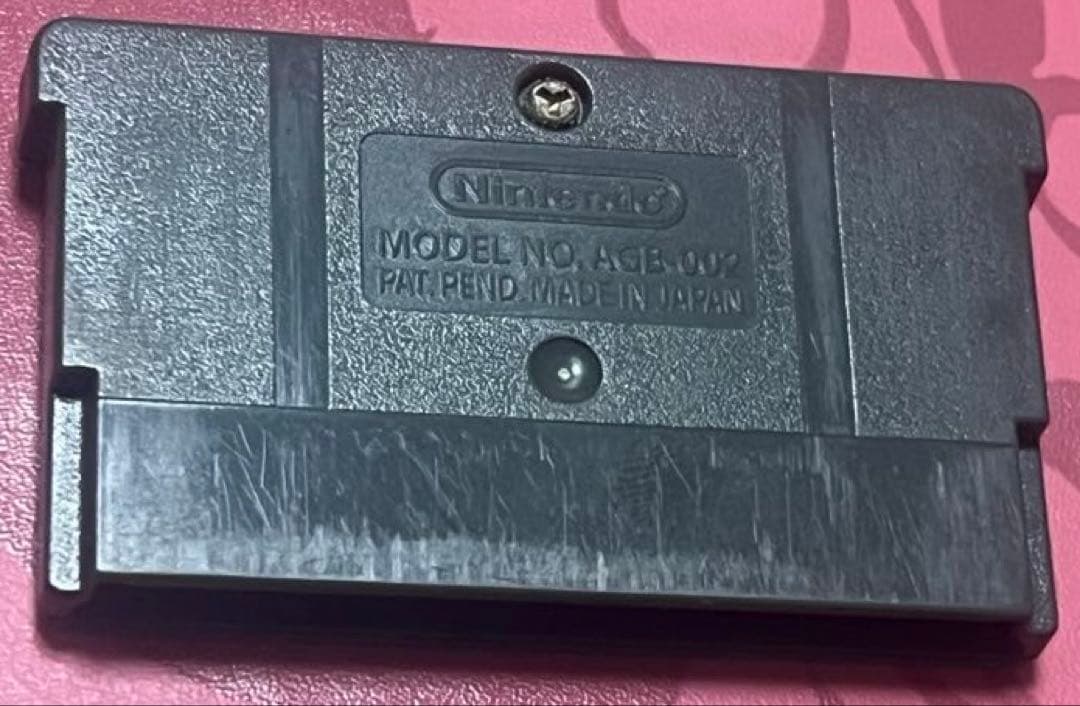 Nintendo®
MODEL NO. AGB-002
PAT. PEND. MADE IN JAPAN